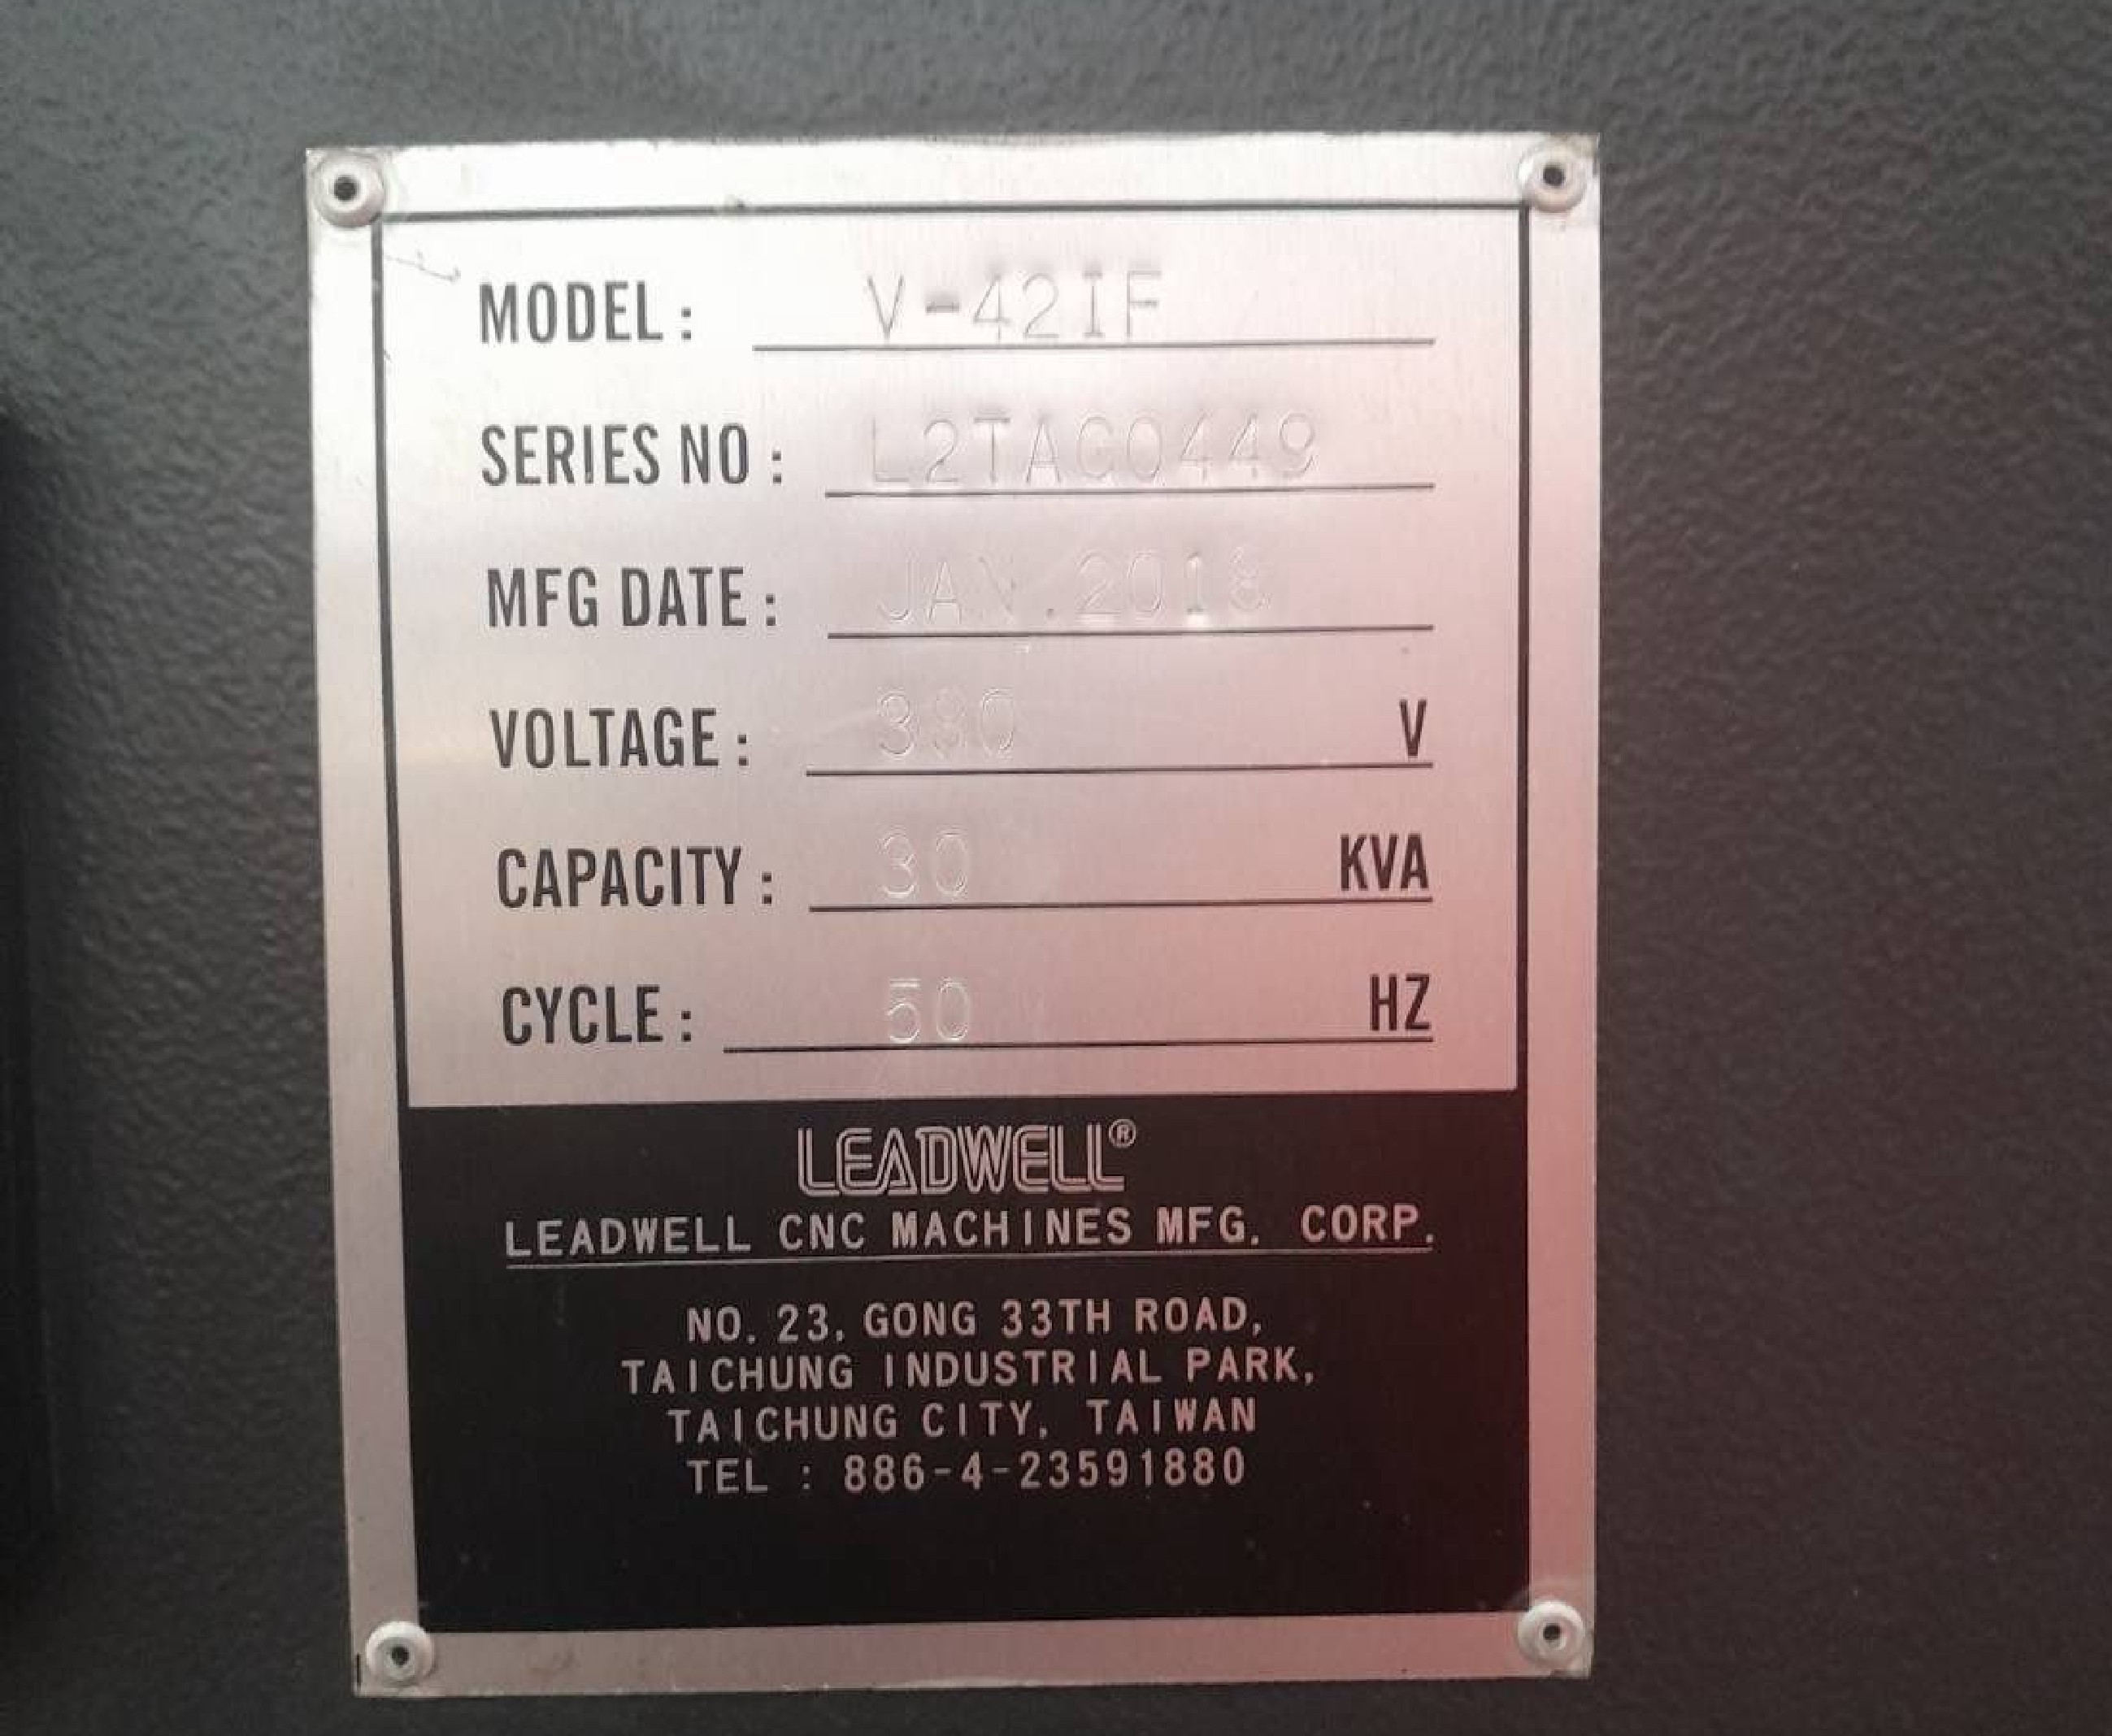 MODEL: V-42IF
SERIES NO: L2TAG0449
MFG DATE: JAN.2018
VOLTAGE: 380 V
CAPACITY: 30 KVA
CYCLE: 50 HZ
LEADWELL®
LEADWELL CNC MACHINES MFG. CORP.
NO. 23, GONG 33TH ROAD,
TAICHUNG INDUSTRIAL PARK,
TAICHUNG CITY, TAIWAN
TEL : 886-4-23591880